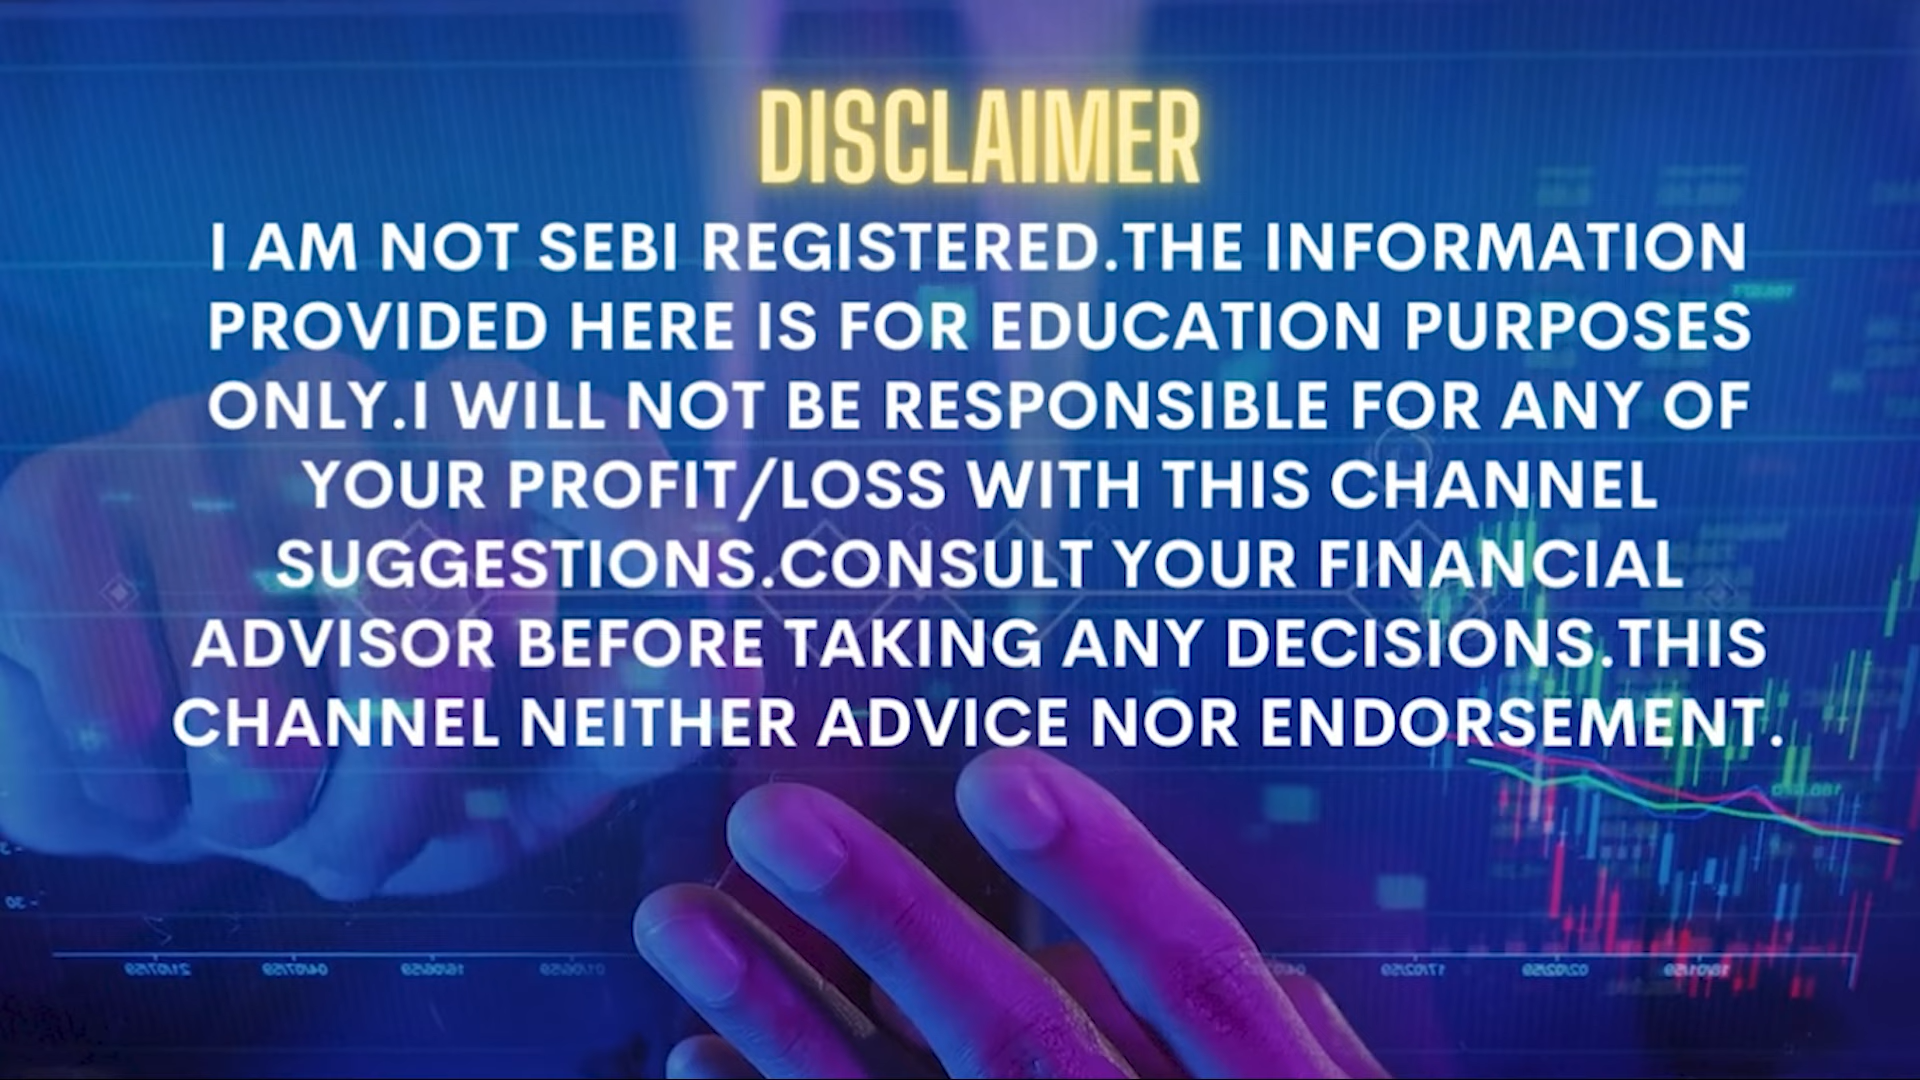 DISCLAIMER
I AM NOT SEBI REGISTERED.THE INFORMATION
PROVIDED HERE IS FOR EDUCATION PURPOSES
ONLY.I WILL NOT BE RESPONSIBLE FOR ANY OF
YOUR PROFIT/LOSS WITH THIS CHANNEL
SUGGESTIONS.CONSULT YOUR FINANCIAL
ADVISOR BEFORE TAKING ANY DECISIONS.THIS
CHANNEL NEITHER ADVICE NOR ENDORSEMENT.